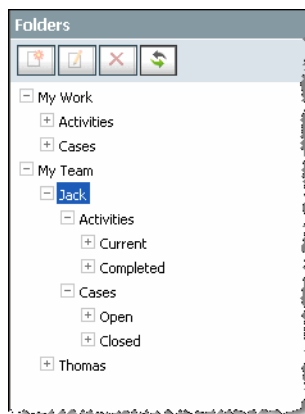 Folders
My Work
Activities
Cases
My Team
Jack
Activities
Current
Completed
Cases
Open
Closed
Thomas